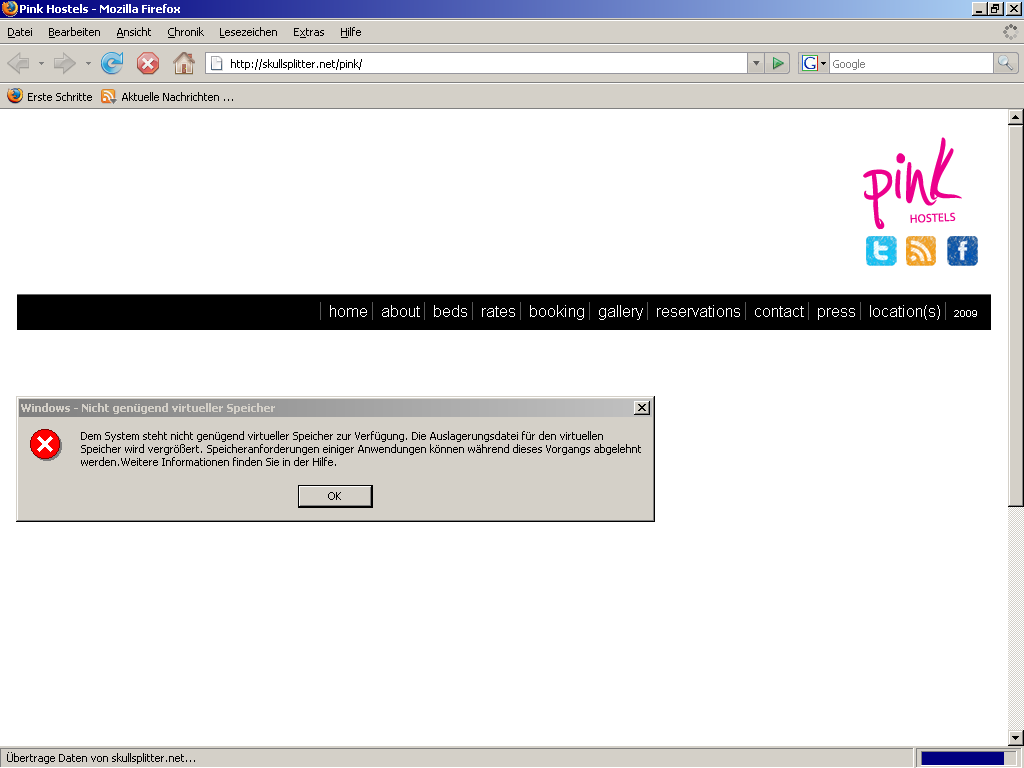 Pink Hostels - Mozilla Firefox
Datei Bearbeiten Ansicht Chronik Lesezeichen Extras Hilfe
http://skullsplitter.net/pink/ G Google
Erste Schritte Aktuelle Nachrichten ...
pink
HOSTELS
t f
home about beds rates booking gallery reservations contact press location(s) 2009
Windows - Nicht genügend virtueller Speicher
Dem System steht nicht genügend virtueller Speicher zur Verfügung. Die Auslagerungsdatei für den virtuellen
Speicher wird vergrößert. Speicheranforderungen einiger Anwendungen können während dieses Vorgangs abgelehnt
werden.Weitere Informationen finden Sie in der Hilfe.
OK
Übertrage Daten von skullsplitter.net...